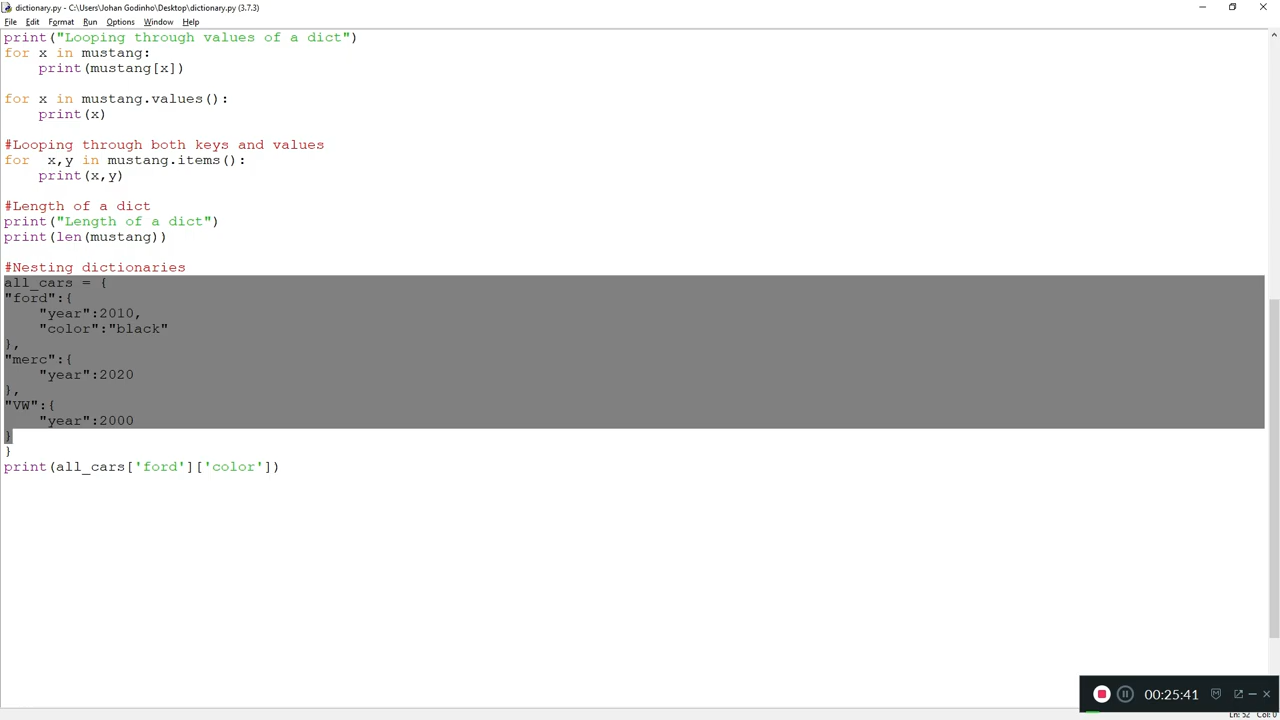 dictionary.py - C:\Users\Johan Godinho\Desktop\dictionary.py (3.7.3)
File Edit Format Run Options Window Help
print("Looping through values of a dict")
for x in mustang:
    print(mustang[x])
for x in mustang.values():
    print(x)
#Looping through both keys and values
for  x,y in mustang.items():
    print(x,y)
#Length of a dict
print("Length of a dict")
print(len(mustang))
#Nesting dictionaries
all_cars = {
"ford":{
    "year":2010,
    "color":"black"
},
"merc":{
    "year":2020
},
"VW":{
    "year":2000
}
}
print(all_cars['ford']['color'])
00:25:41
Ln: 52 Col: 0